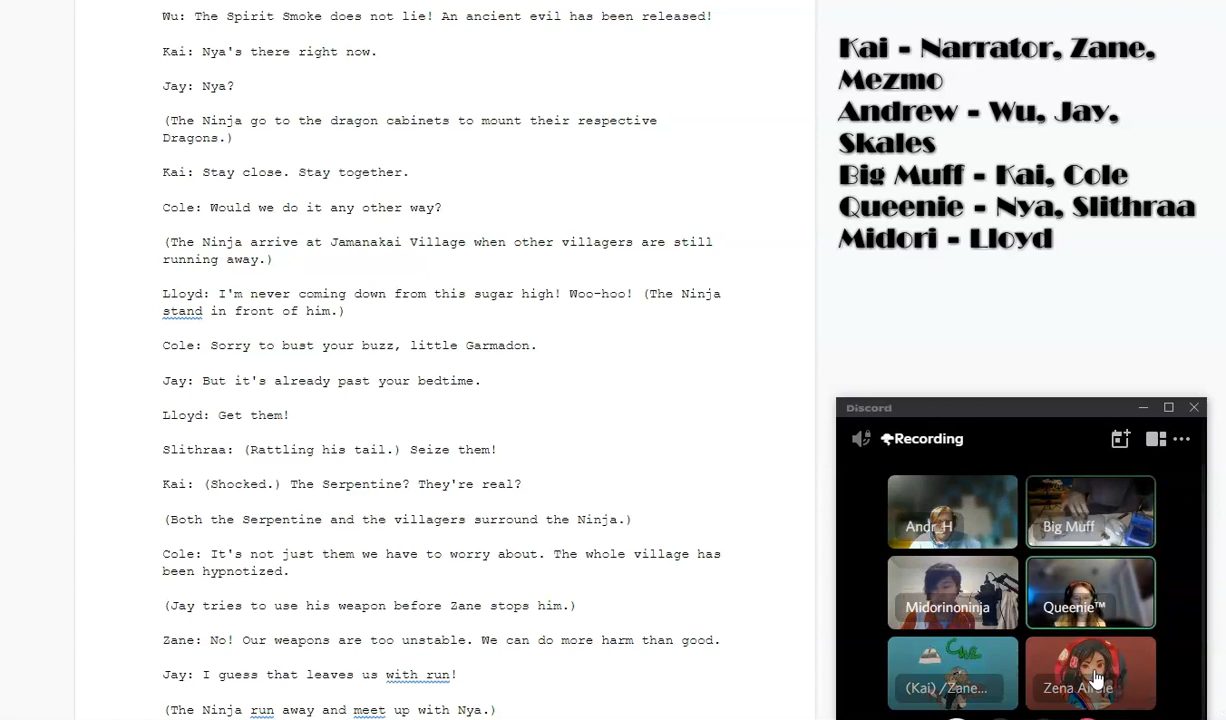 Wu: The Spirit Smoke does not lie! An ancient evil has been released!
Kai: Nya's there right now.
Jay: Nya?
(The Ninja go to the dragon cabinets to mount their respective
Dragons.)
Kai: Stay close. Stay together.
Cole: Would we do it any other way?
(The Ninja arrive at Jamanakai Village when other villagers are still
running away.)
Lloyd: I'm never coming down from this sugar high! Woo-hoo! (The Ninja
stand in front of him.)
Cole: Sorry to bust your buzz, little Garmadon.
Jay: But it's already past your bedtime.
Lloyd: Get them!
Slithraa: (Rattling his tail.) Seize them!
Kai: (Shocked.) The Serpentine? They're real?
(Both the Serpentine and the villagers surround the Ninja.)
Cole: It's not just them we have to worry about. The whole village has
been hypnotized.
(Jay tries to use his weapon before Zane stops him.)
Zane: No! Our weapons are too unstable. We can do more harm than good.
Jay: I guess that leaves us with run!
(The Ninja run away and meet up with Nya.)
Kai - Narrator, Zane,
Mezmo
Andrew - Wu, Jay,
Skales
Big Muff - Kai, Cole
Queenie - Nya, Slithraa
Midori - Lloyd
Discord
Recording
Andr_H
Big Muff
Midorinoninja
Queenie™
(Kai) /Zane...
Zena